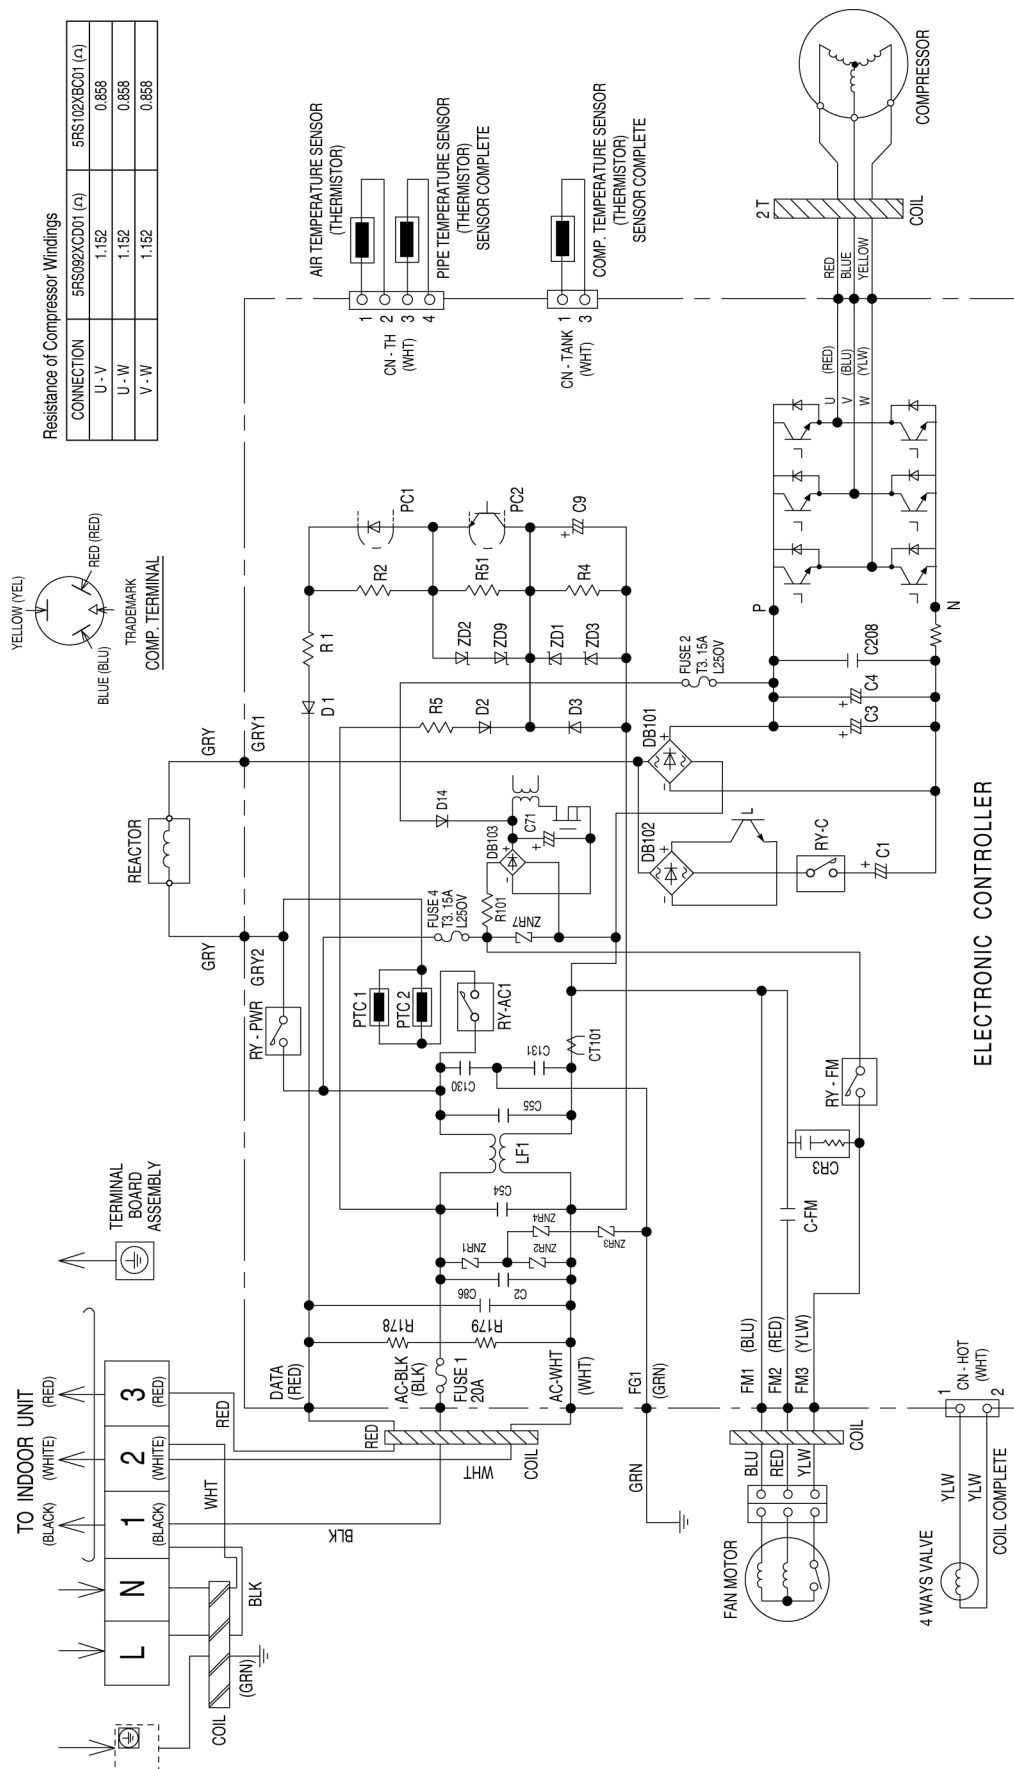 Resistance of Compressor Windings
CONNECTION 5RS092XCD01 (Ω) 5RS102XBC01 (Ω)
U - V 1.152 0.858
U - W 1.152 0.858
V - W 1.152 0.858
YELLOW (YEL)
BLUE (BLU)
RED (RED)
TRADEMARK
COMP. TERMINAL
REACTOR
GRY
GRY
GRY1
GRY2
TERMINAL
BOARD
ASSEMBLY
TO INDOOR UNIT
(BLACK)
(WHITE)
(RED)
L
N
1
(BLACK)
2
(WHITE)
3
(RED)
COIL
(GRN)
BLK
WHT
RED
BLK
WHT
RED
COIL
GRN
DATA
(RED)
AC-BLK
(BLK)
FUSE 1
20A
AC-WHT
(WHT)
FG1
(GRN)
R178
R179
C86
C2
ZNR1
ZNR2
ZNR4
ZNR3
C54
LF1
C55
C130
C131
CT101
RY - PWR
PTC 1
PTC 2
RY-AC1
FUSE 4
T3. 15A
L250V
R101
ZNR7
DB103
C71
D14
D1
R1
R5
D2
D3
ZD2
ZD9
ZD1
ZD3
R2
R51
R4
PC1
PC2
C9
AIR TEMPERATURE SENSOR
(THERMISTOR)
PIPE TEMPERATURE SENSOR
(THERMISTOR)
SENSOR COMPLETE
1
2
3
4
CN - TH
(WHT)
COMP. TEMPERATURE SENSOR
(THERMISTOR)
SENSOR COMPLETE
1
3
CN - TANK
(WHT)
FUSE 2
T3. 15A
L250V
DB101
DB102
RY-C
C1
C3
C4
C208
P
N
U (RED)
V (BLU)
W (YLW)
RED
BLUE
YELLOW
2 T
COIL
COMPRESSOR
RY - FM
CR3
C-FM
FM1 (BLU)
FM2 (RED)
FM3 (YLW)
COIL
BLU
RED
YLW
FAN MOTOR
4 WAYS VALVE
YLW
YLW
COIL COMPLETE
1
2
CN - HOT
(WHT)
ELECTRONIC CONTROLLER